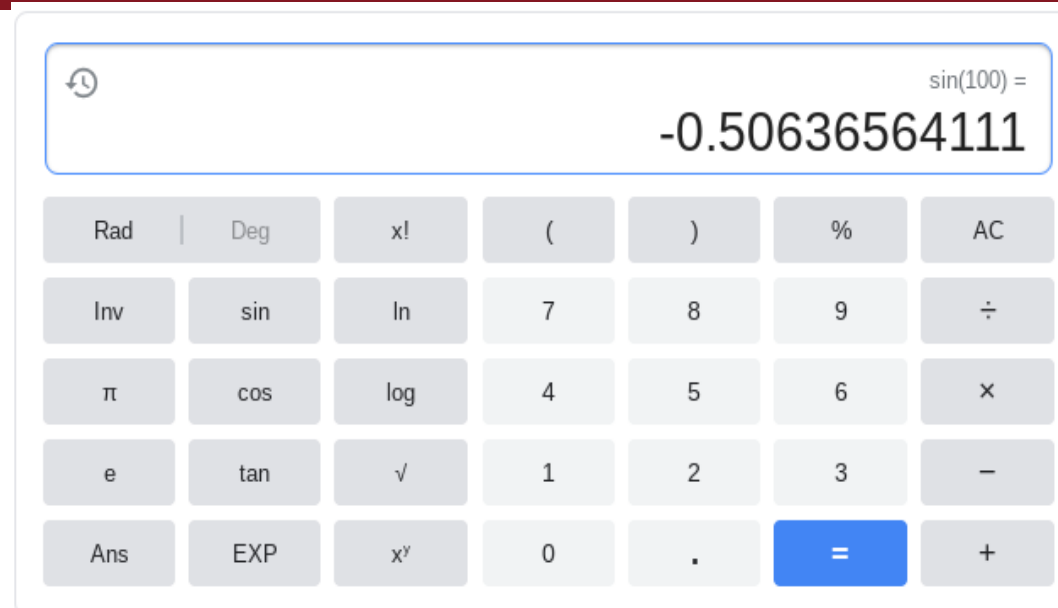 sin(100) =
-0.50636564111
Rad | Deg x! ( ) % AC
Inv sin ln 7 8 9 ÷
π cos log 4 5 6 ×
e tan √ 1 2 3 −
Ans EXP xʸ 0 . = +